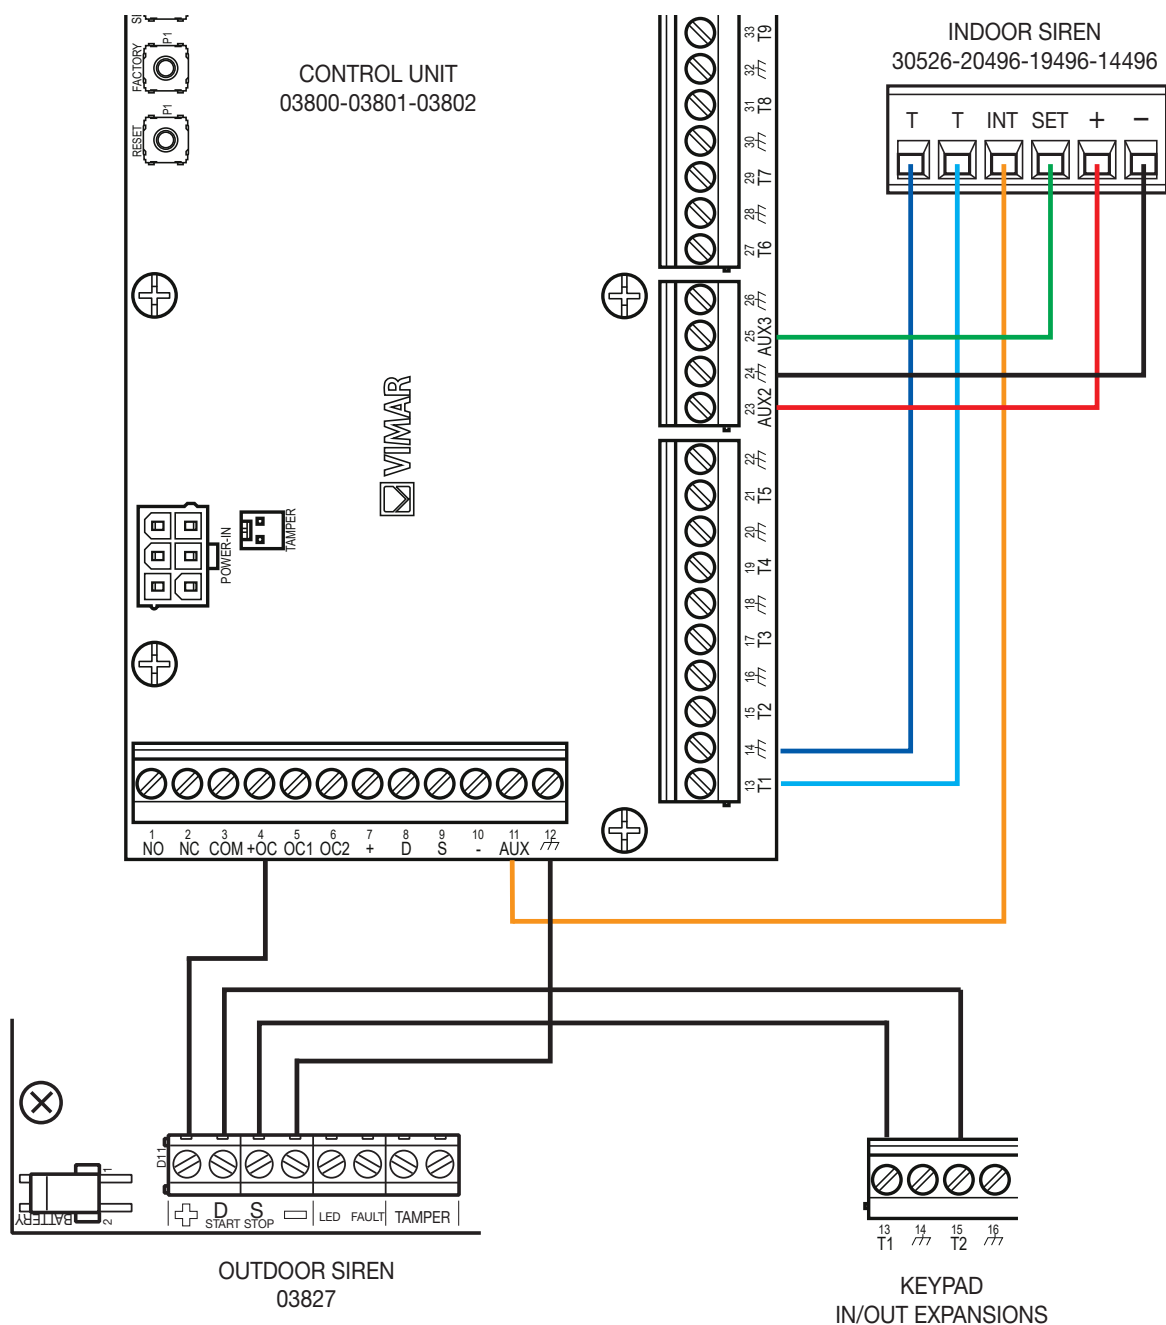 CONTROL UNIT
03800-03801-03802
INDOOR SIREN
30526-20496-19496-14496
T T INT SET + −
FACTORY
P1
RESET
P1
33 T9
32
31 T8
30
29 T7
28
27 T6
26
25 AUX3
24
23 AUX2
22
21 T5
20
19 T4
18
17 T3
16
15 T2
14
13 T1
VIMAR
POWER-IN
TAMPER
1 2 3 4 5 6 7 8 9 10 11 12
NO NC COM +OC OC1 OC2 + D S - AUX
D11
BATTERY
1
2
D S
START STOP
LED FAULT TAMPER
OUTDOOR SIREN
03827
13 14 15 16
T1 T2
KEYPAD
IN/OUT EXPANSIONS